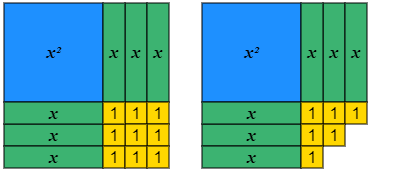 x² x x x x² x x x
x 1 1 1 x 1 1 1
x 1 1 1 x 1 1
x 1 1 1 x 1